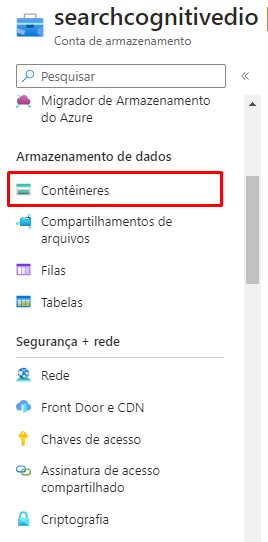 searchcognitivedio
Conta de armazenamento
Pesquisar
«
Migrador de Armazenamento
do Azure
Armazenamento de dados
Contêineres
Compartilhamentos de
arquivos
Filas
Tabelas
Segurança + rede
Rede
Front Door e CDN
Chaves de acesso
Assinatura de acesso
compartilhado
Criptografia